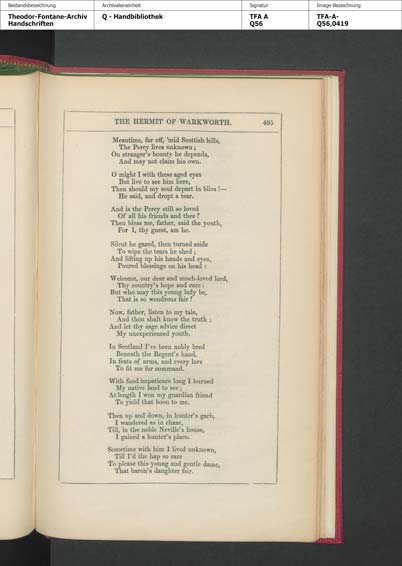 Bestandsbezeichnung
Archivalieneinheit
Signatur
Image-Bezeichnung
Theodor-Fontane-Archiv
Handschriften
Q - Handbibliothek
TFA A
Q56
TFA-A-
Q56,0419
THE HERMIT OF WARKWORTH. 405
Meantime, far off, 'mid Scottish hills,
The Percy lives unknown;
On stranger's bounty he depends,
And may not claim his own.
O might I with these aged eyes
But live to see him here,
Then should my soul depart in bliss!—
He said, and dropt a tear.
And is the Percy still so loved
Of all his friends and thee?
Then bless me, father, said the youth,
For I, thy guest, am he.
Silent he gazed, then turned aside
To wipe the tears he shed;
And lifting up his hands and eyes,
Poured blessings on his head:
Welcome, our dear and much-loved lord,
Thy country's hope and care:
But who may this young lady be,
That is so wondrous fair?
Now, father, listen to my tale,
And thou shalt know the truth;
And let thy sage advice direct
My unexperienced youth.
In Scotland I've been nobly bred
Beneath the Regent's hand,
In feats of arms, and every lore
To fit me for command.
With fond impatience long I burned
My native land to see;
At length I won my guardian friend
To yield that boon to me.
Then up and down, in hunter's garb,
I wandered as in chase,
Till, in the noble Neville's house,
I gained a hunter's place.
Sometime with him I lived unknown,
Till I'd the hap so rare
To please this young and gentle dame,
That baron's daughter fair.